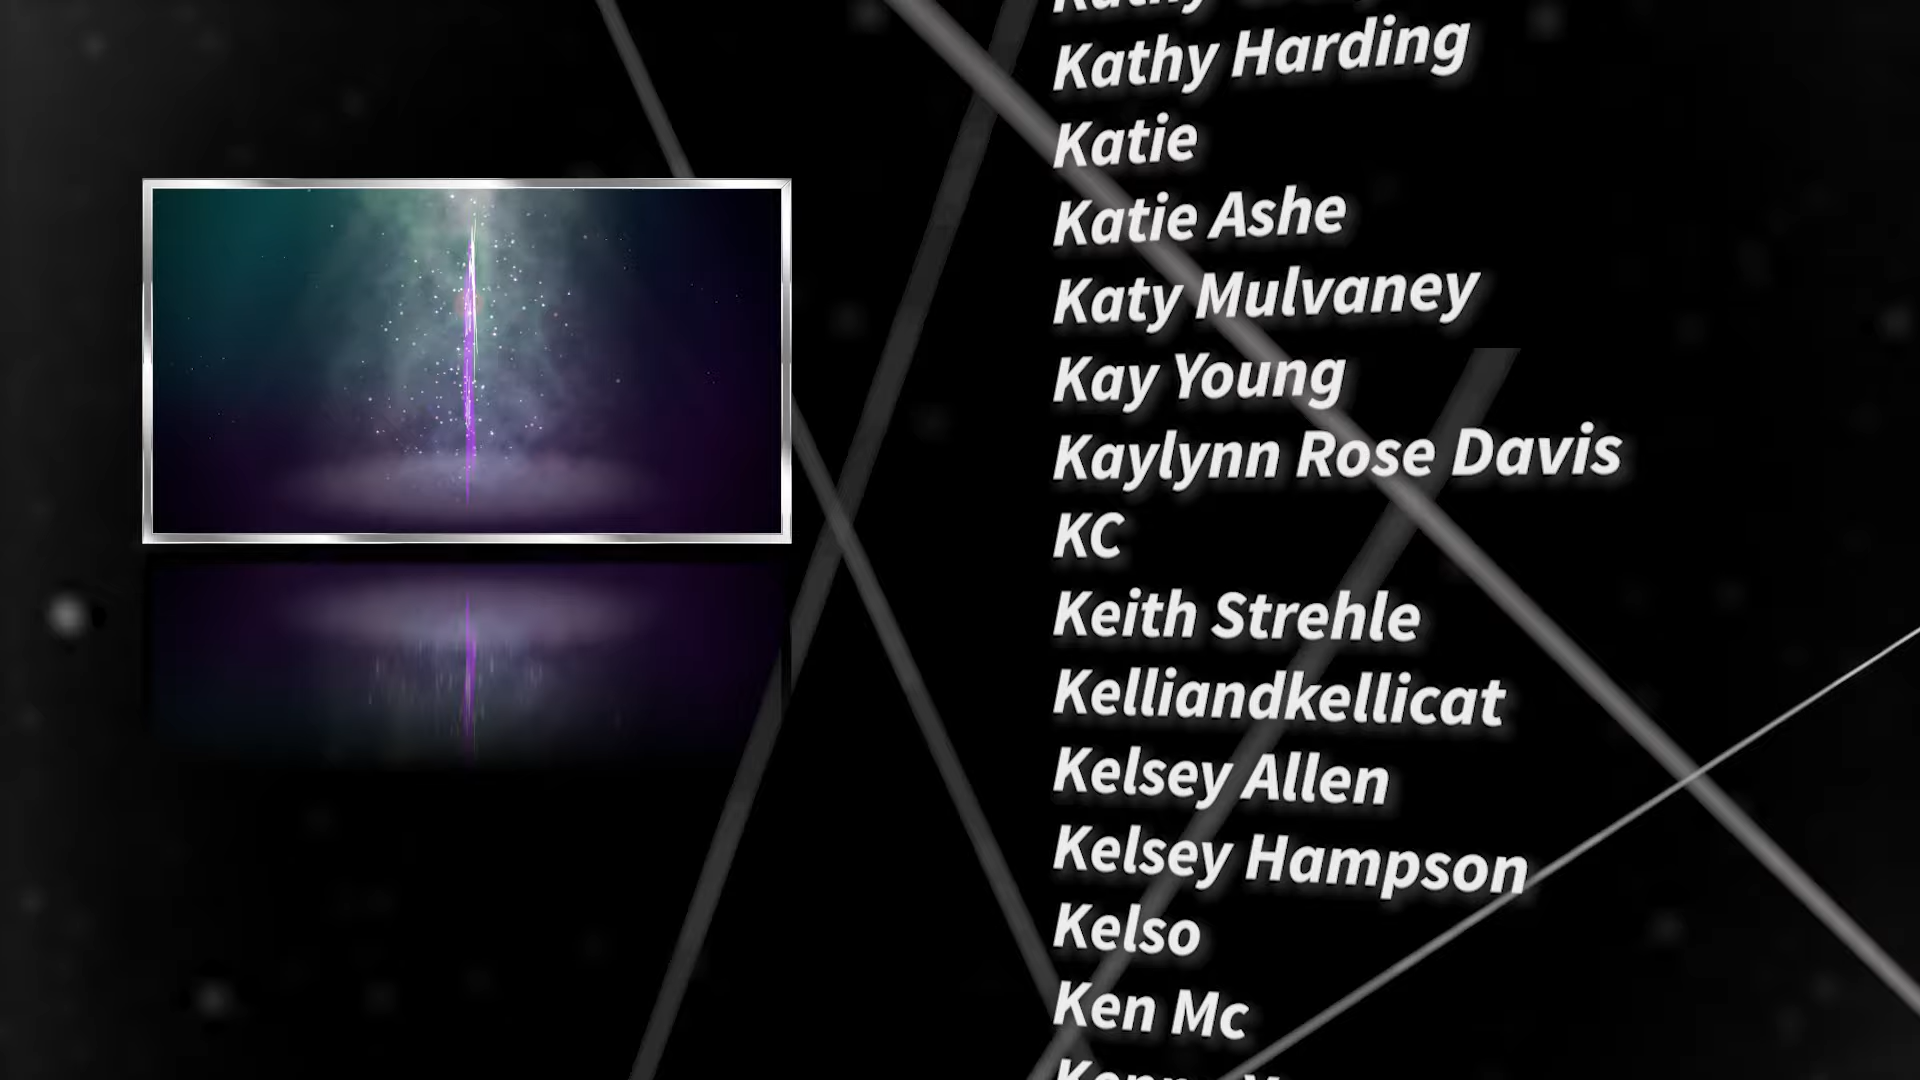 Kathy
Kathy Harding
Katie
Katie Ashe
Katy Mulvaney
Kay Young
Kaylynn Rose Davis
KC
Keith Strehle
Kelliandkellicat
Kelsey Allen
Kelsey Hampson
Kelso
Ken Mc